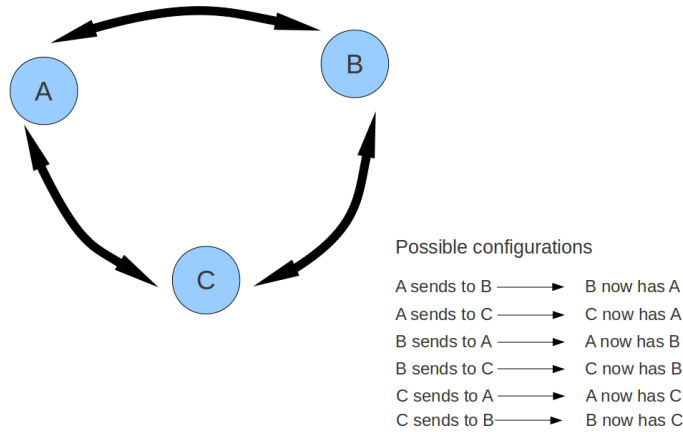 A
B
C
Possible configurations
A sends to B B now has A
A sends to C C now has A
B sends to A A now has B
B sends to C C now has B
C sends to A A now has C
C sends to B B now has C